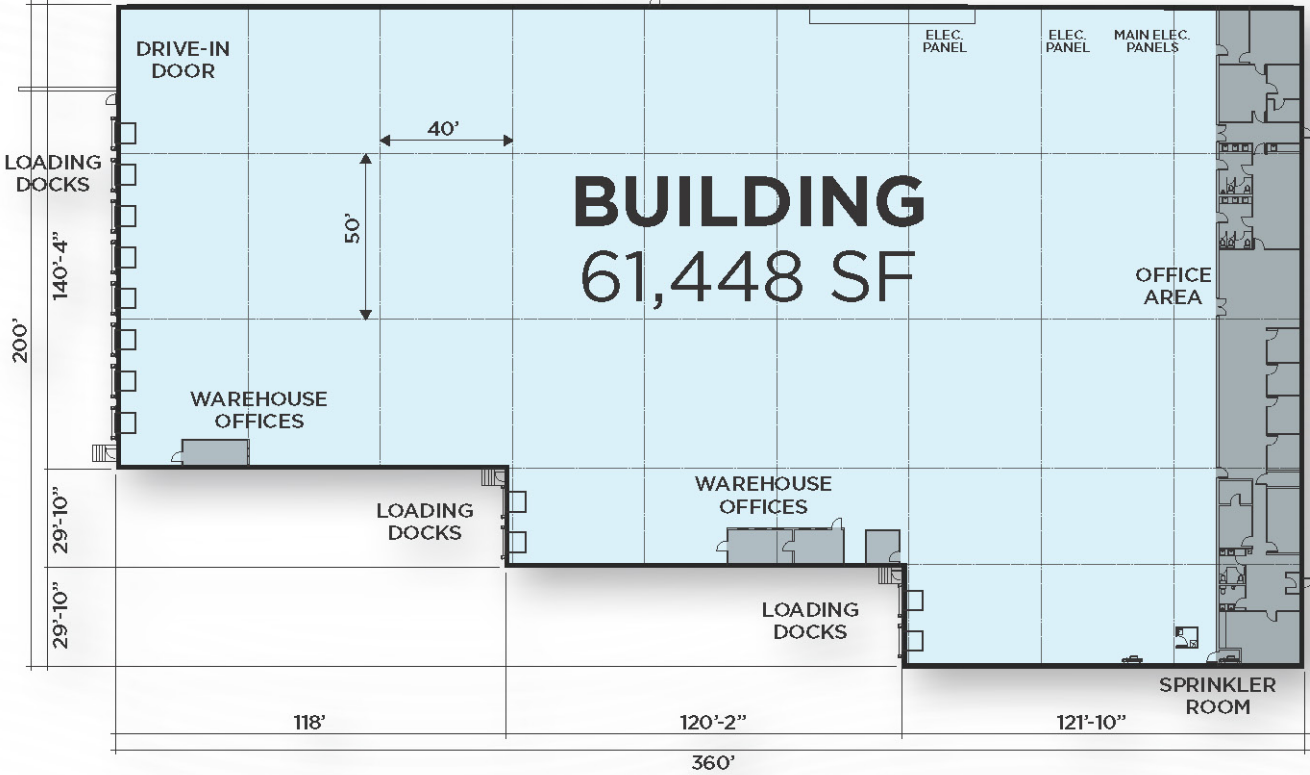 DRIVE-IN
DOOR
ELEC.
PANEL
ELEC.
PANEL
MAIN ELEC.
PANELS
40’
LOADING
DOCKS
BUILDING
61,448 SF
50’
140’-4”
OFFICE
AREA
200’
WAREHOUSE
OFFICES
WAREHOUSE
OFFICES
LOADING
DOCKS
29’-10”
29’-10”
LOADING
DOCKS
SPRINKLER
ROOM
118’
120’-2”
121’-10”
360’